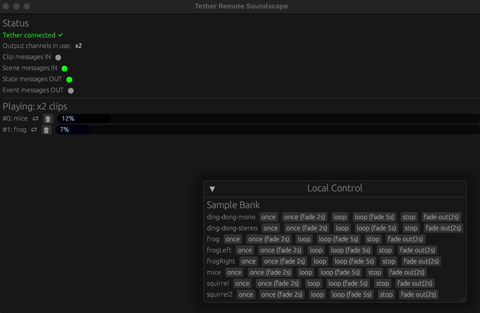 Tether Remote Soundscape
Status
Tether connected ✓
Output channels in use: x2
Clip messages IN
Scene messages IN
State messages OUT
Event messages OUT
Playing: x2 clips
#0: mice 12%
#1: frog 7%
▼ Local Control
Sample Bank
ding-dong-mono once once (fade 2s) loop loop (fade 5s) stop fade out(2s)
ding-dong-stereo once once (fade 2s) loop loop (fade 5s) stop fade out(2s)
frog once once (fade 2s) loop loop (fade 5s) stop fade out(2s)
frogLeft once once (fade 2s) loop loop (fade 5s) stop fade out(2s)
frogRight once once (fade 2s) loop loop (fade 5s) stop fade out(2s)
mice once once (fade 2s) loop loop (fade 5s) stop fade out(2s)
squirrel once once (fade 2s) loop loop (fade 5s) stop fade out(2s)
squirrel2 once once (fade 2s) loop loop (fade 5s) stop fade out(2s)